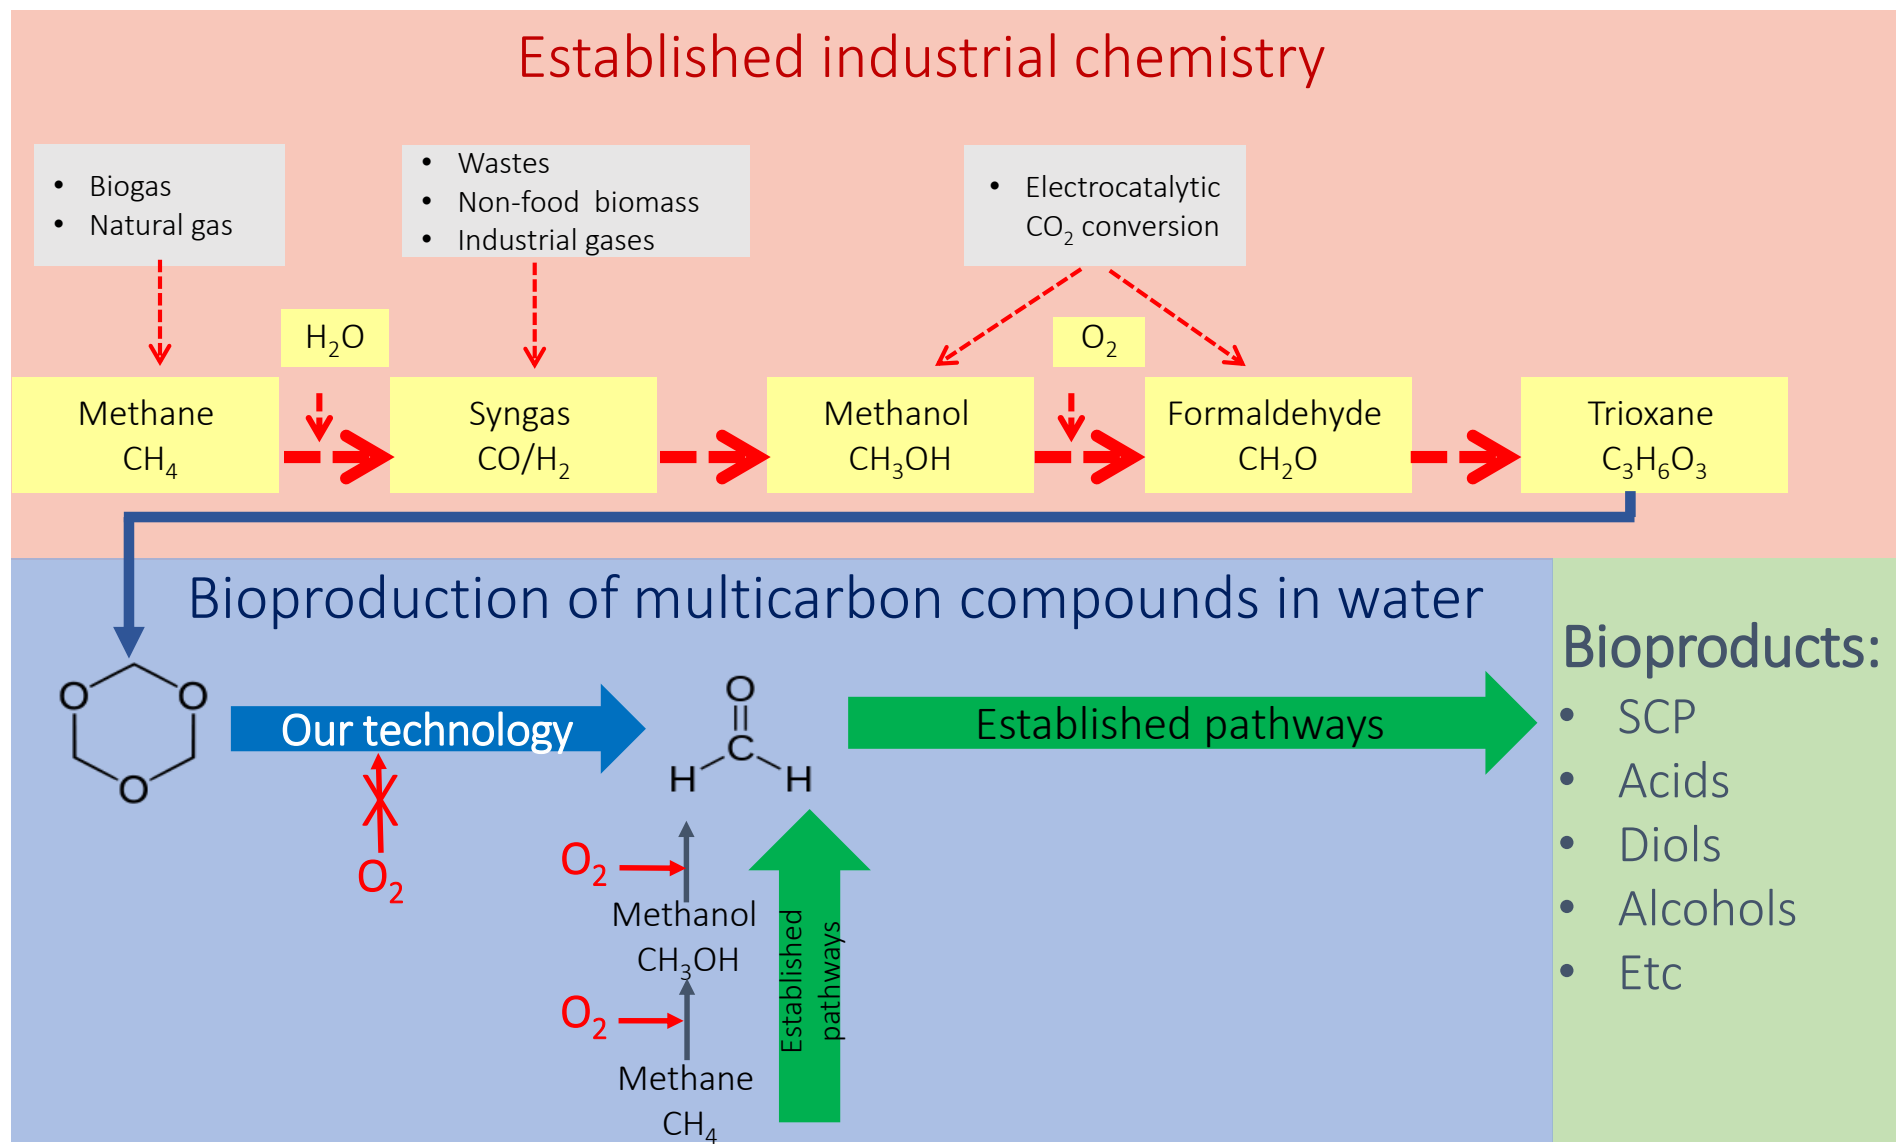 Established industrial chemistry
• Biogas
• Natural gas
• Wastes
• Non-food biomass
• Industrial gases
• Electrocatalytic
CO₂ conversion
H₂O
O₂
Methane
CH₄
Syngas
CO/H₂
Methanol
CH₃OH
Formaldehyde
CH₂O
Trioxane
C₃H₆O₃
Bioproduction of multicarbon compounds in water
O
O
O
Our technology
O₂
O
C
H
H
Established pathways
O₂
Methanol
CH₃OH
O₂
Methane
CH₄
Established
pathways
Bioproducts:
• SCP
• Acids
• Diols
• Alcohols
• Etc